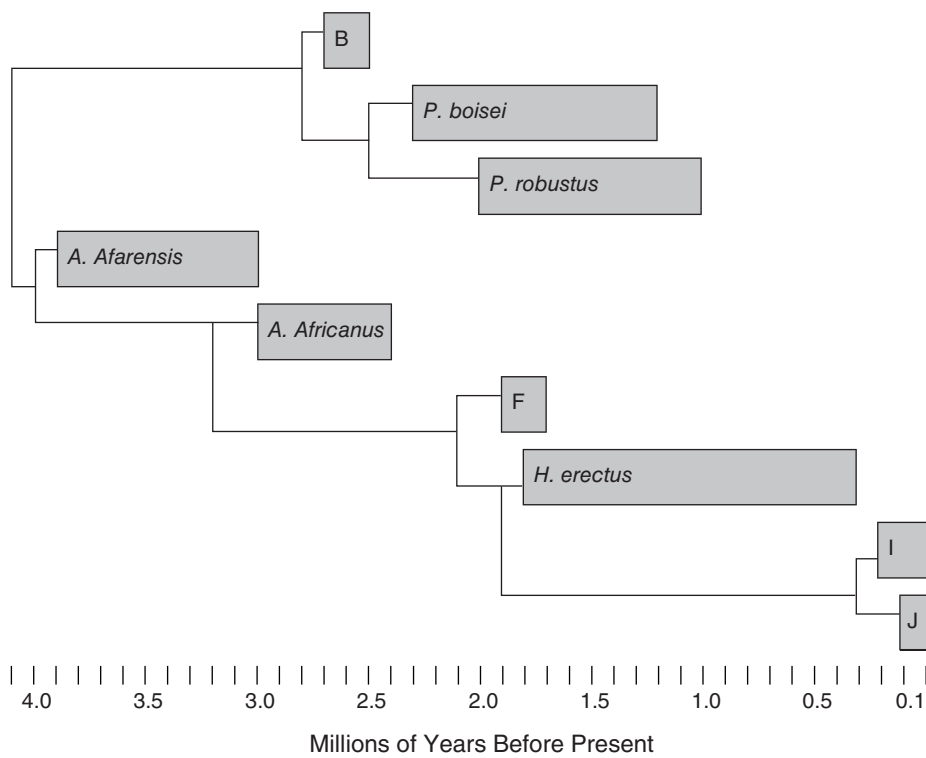 B
P. boisei
P. robustus
A. Afarensis
A. Africanus
F
H. erectus
I
J
4.0 3.5 3.0 2.5 2.0 1.5 1.0 0.5 0.1
Millions of Years Before Present